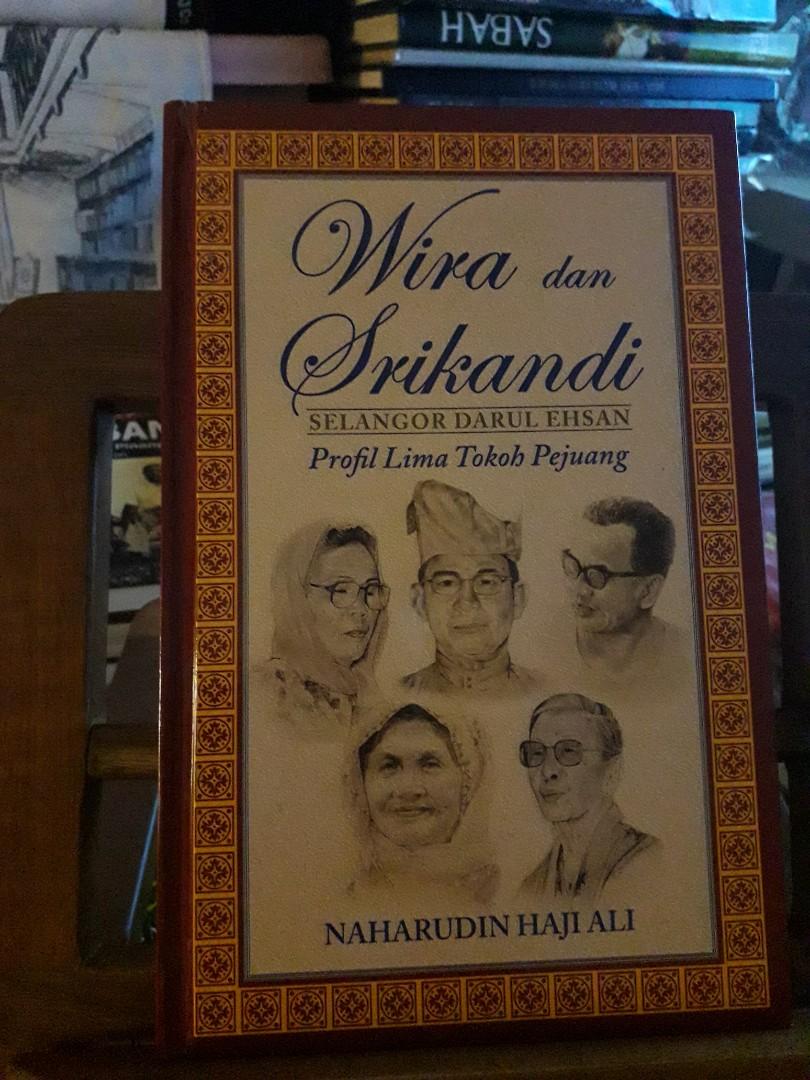 SABAH
Wira dan
Srikandi
SELANGOR DARUL EHSAN
Profil Lima Tokoh Pejuang
NAHARUDIN HAJI ALI